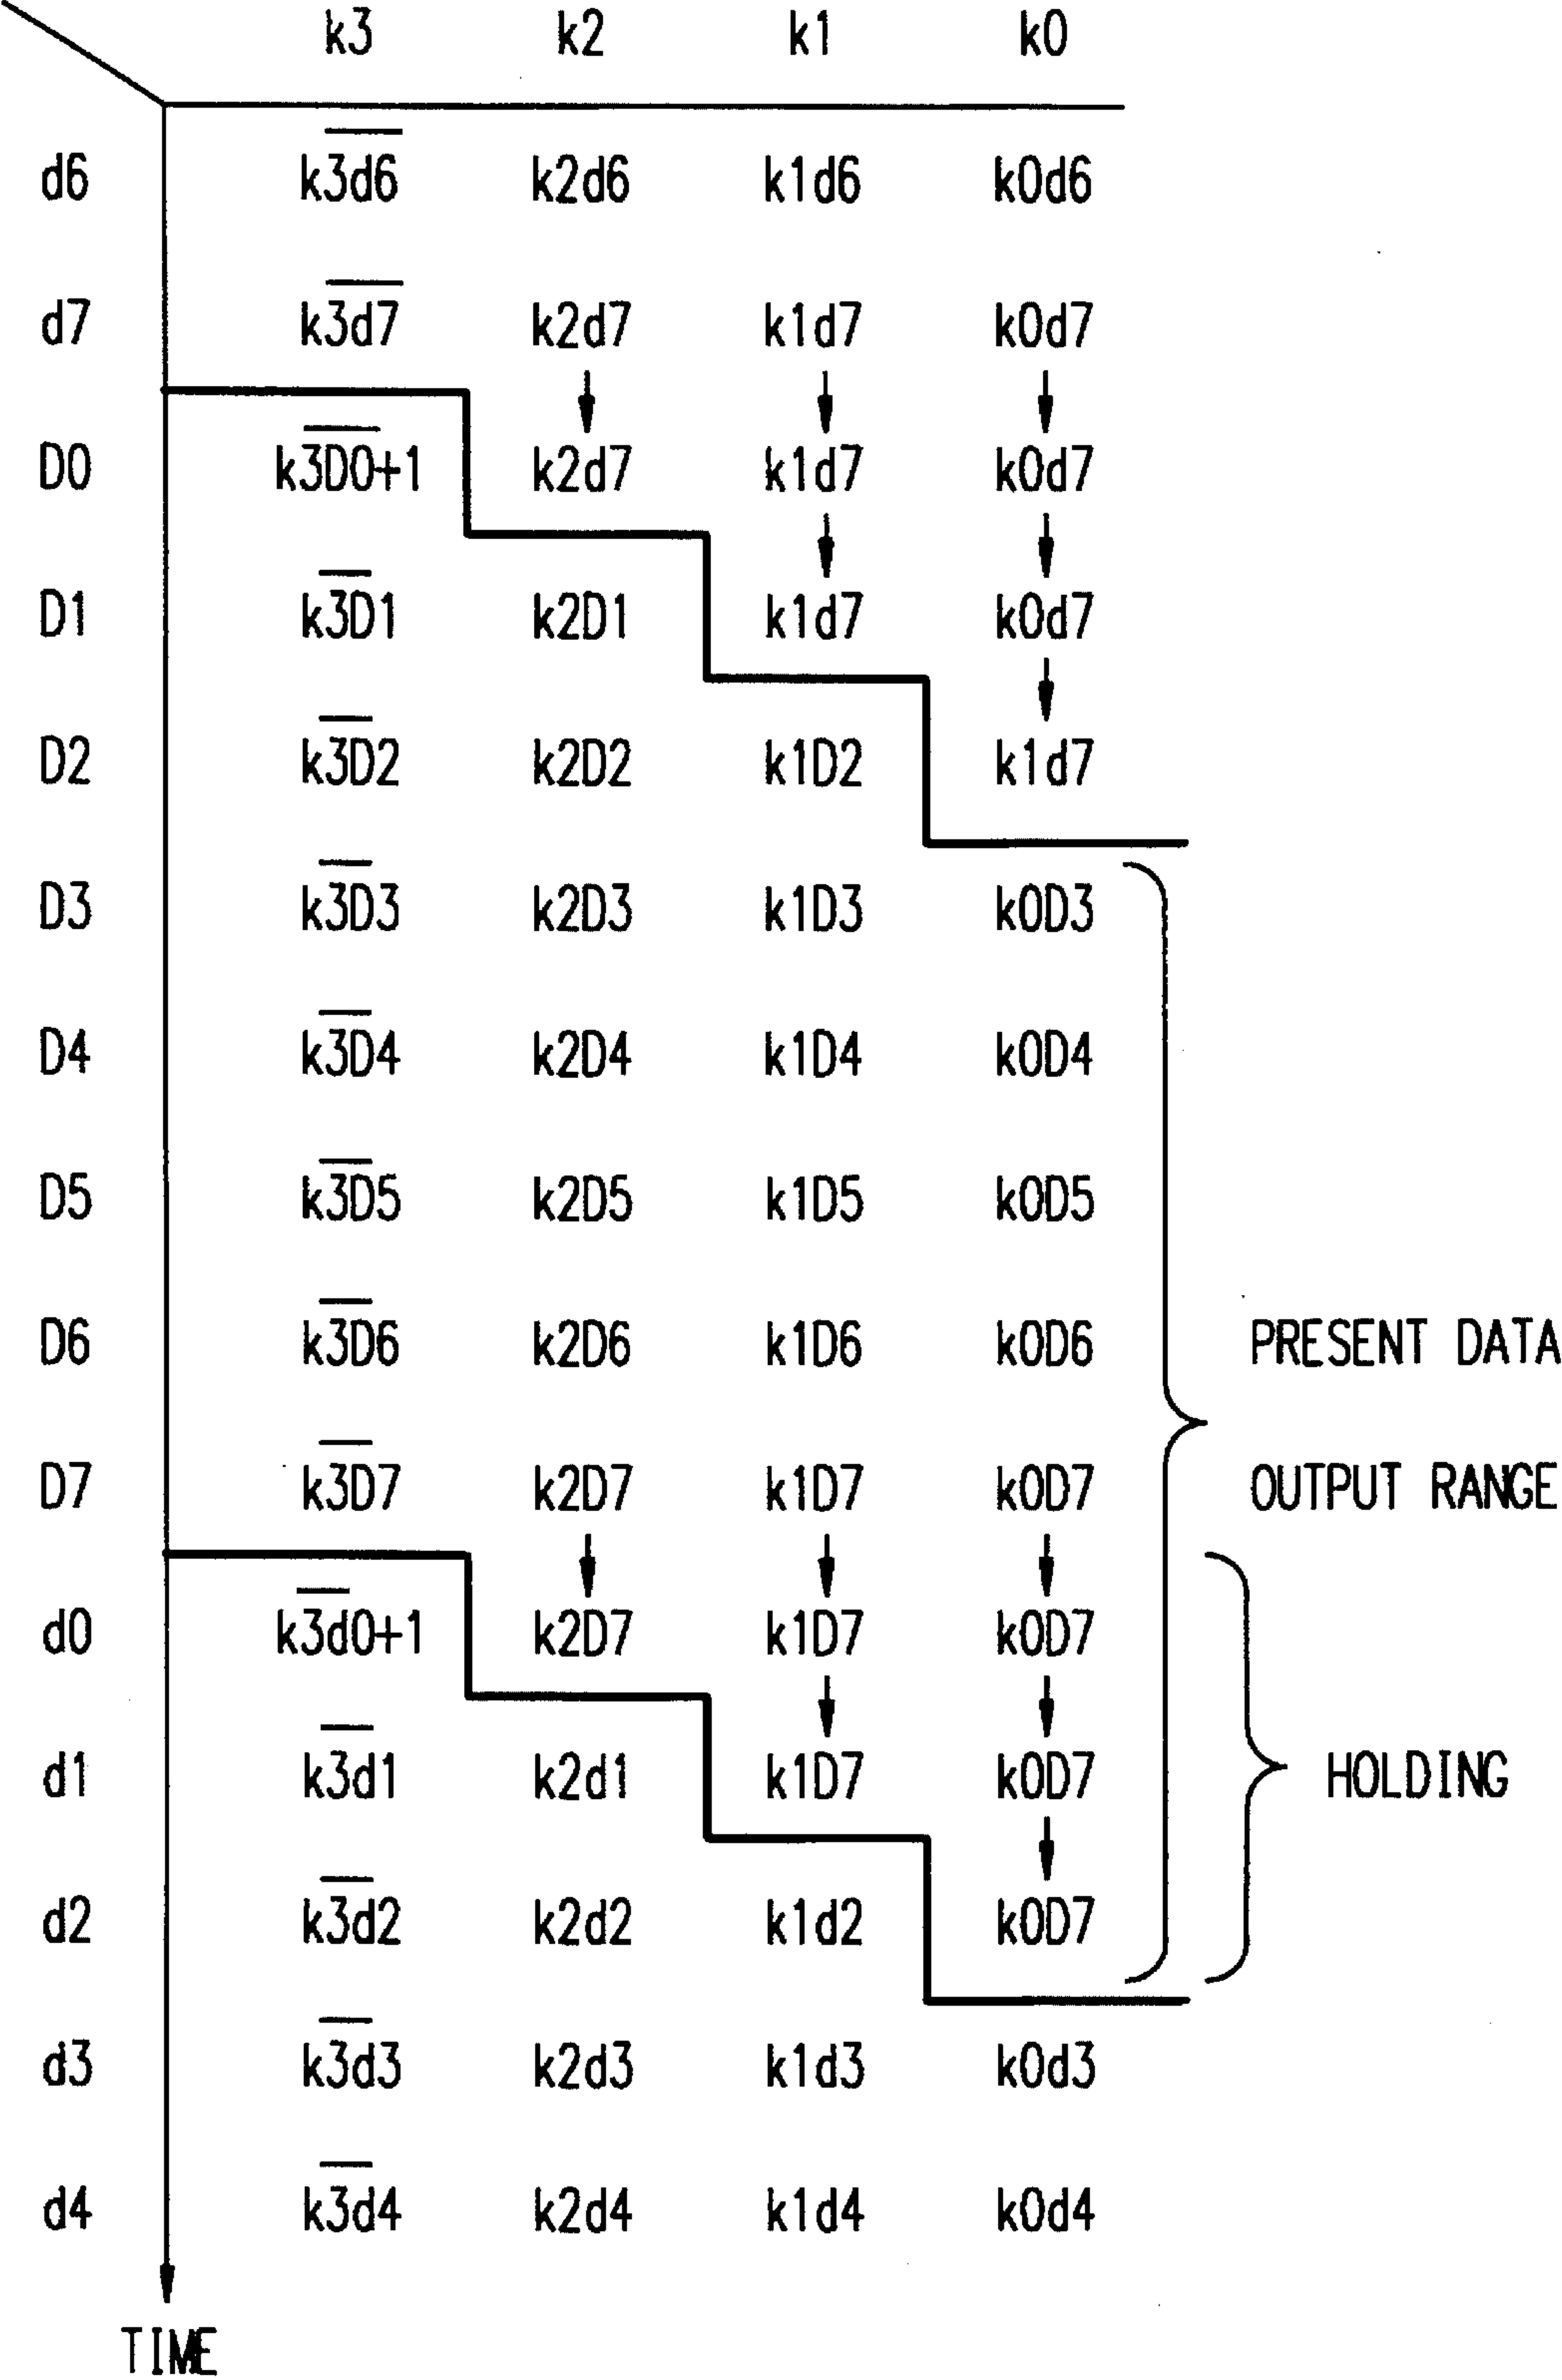 k3 k2 k1 k0
d6 k3d6 k2d6 k1d6 k0d6
d7 k3d7 k2d7 k1d7 k0d7
D0 k3D0+1 k2d7 k1d7 k0d7
D1 k3D1 k2D1 k1d7 k0d7
D2 k3D2 k2D2 k1D2 k1d7
D3 k3D3 k2D3 k1D3 k0D3
D4 k3D4 k2D4 k1D4 k0D4
D5 k3D5 k2D5 k1D5 k0D5
D6 k3D6 k2D6 k1D6 k0D6 PRESENT DATA
D7 k3D7 k2D7 k1D7 k0D7 OUTPUT RANGE
d0 k3d0+1 k2D7 k1D7 k0D7
d1 k3d1 k2d1 k1D7 k0D7 HOLDING
d2 k3d2 k2d2 k1d2 k0D7
d3 k3d3 k2d3 k1d3 k0d3
d4 k3d4 k2d4 k1d4 k0d4
TIME